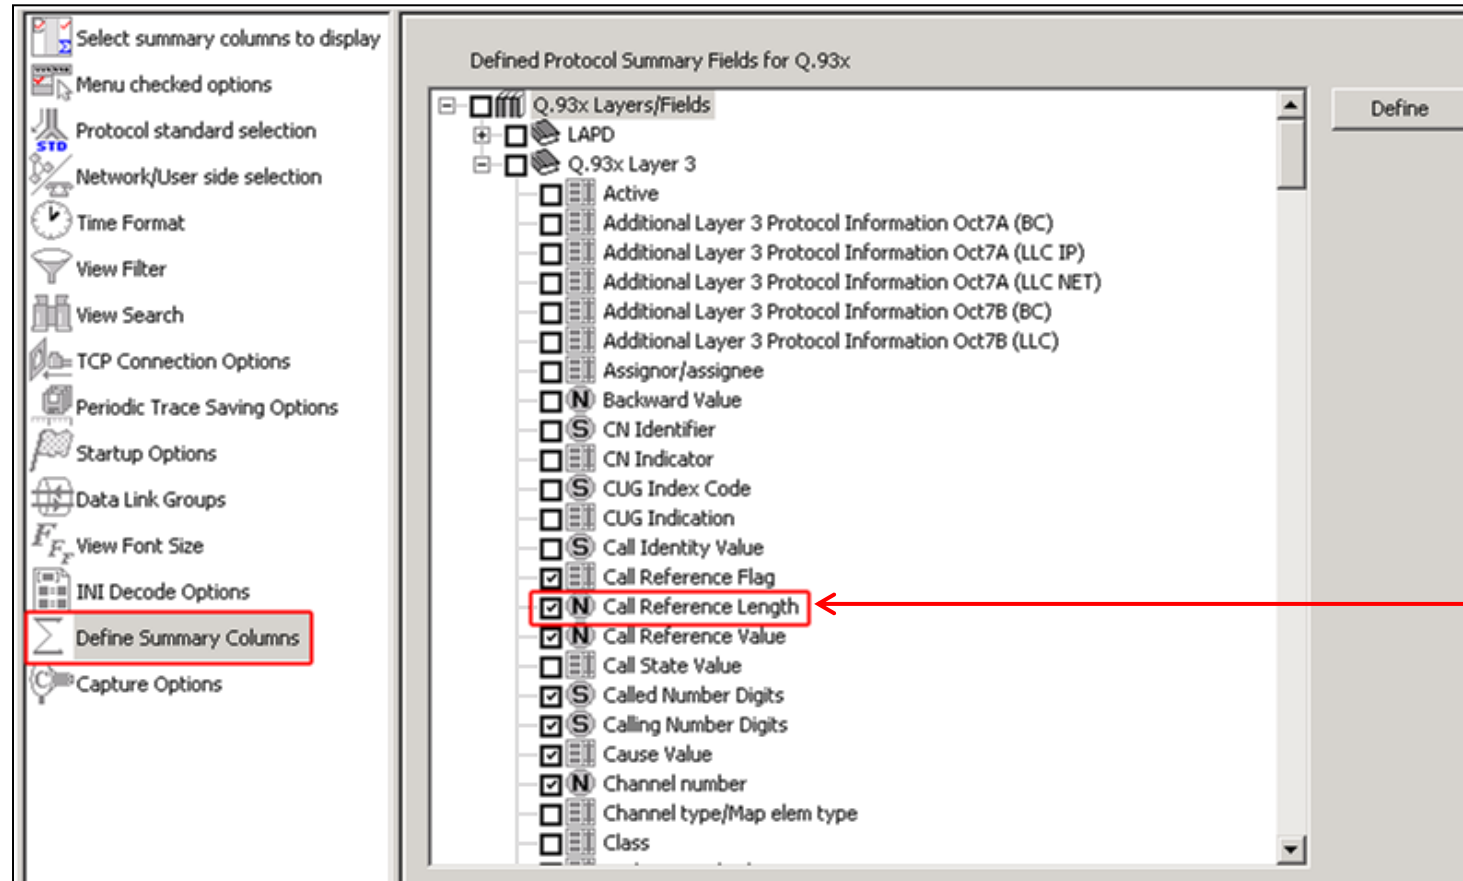 Select summary columns to display
Menu checked options
STD
Protocol standard selection
Network/User side selection
Time Format
View Filter
View Search
TCP Connection Options
Periodic Trace Saving Options
Startup Options
Data Link Groups
View Font Size
INI Decode Options
Define Summary Columns
Capture Options
Defined Protocol Summary Fields for Q.93x
Define
Q.93x Layers/Fields
LAPD
Q.93x Layer 3
Active
Additional Layer 3 Protocol Information Oct7A (BC)
Additional Layer 3 Protocol Information Oct7A (LLC IP)
Additional Layer 3 Protocol Information Oct7A (LLC NET)
Additional Layer 3 Protocol Information Oct7B (BC)
Additional Layer 3 Protocol Information Oct7B (LLC)
Assignor/assignee
N Backward Value
S CN Identifier
CN Indicator
S CUG Index Code
CUG Indication
S Call Identity Value
Call Reference Flag
N Call Reference Length
N Call Reference Value
Call State Value
S Called Number Digits
S Calling Number Digits
Cause Value
N Channel number
Channel type/Map elem type
Class